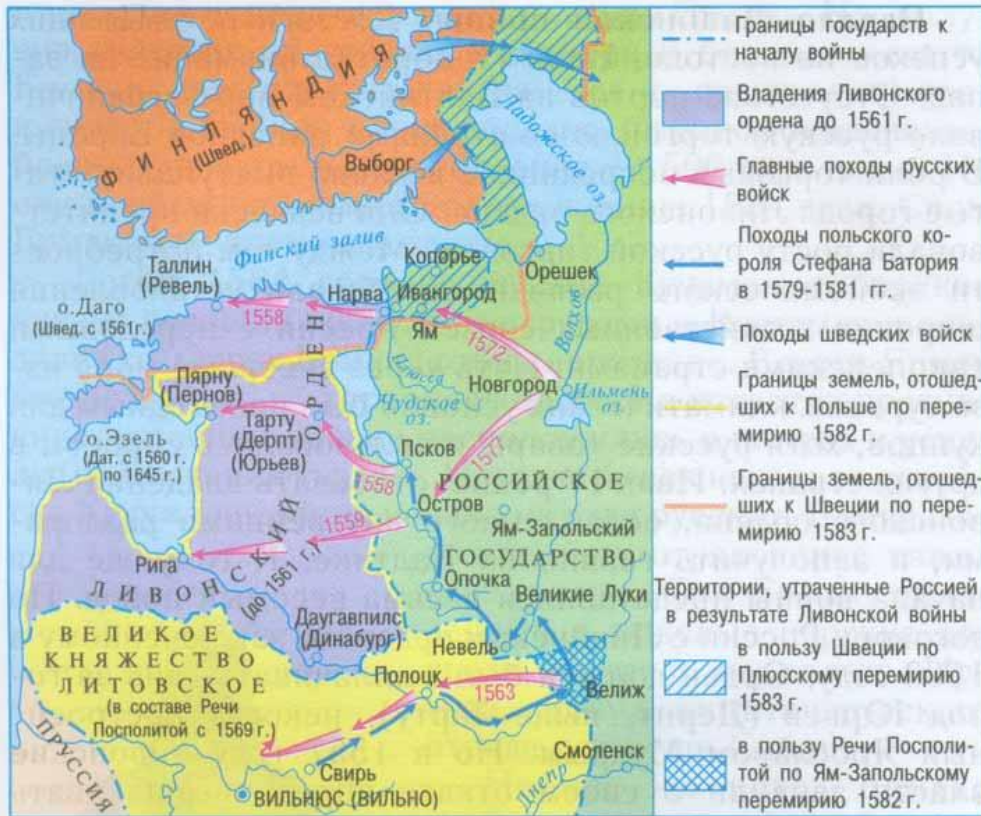 ФИНЛЯНДИЯ
(Швед.)
Ладожское оз.
Выборг
Финский залив
Таллин
(Ревель)
Копорье
Орешек
Нарва
Ивангород
о. Даго
(Швед. с 1561г.)
1558
Ям
1572
Волхов
Пярну
(Пернов)
Чудское
оз.
Новгород
Ильмень
оз.
Тарту
(Дерпт)
(Юрьев)
о. Эзель
(Дат. с 1560 г.
по 1645 г.)
Псков
1558
Остров
РОССИЙСКОЕ
ГОСУДАРСТВО
1559
Ям-Запольский
Рига
ЛИВОНСКИЙ
ОРДЕН
(до 1561 г.)
Опочка
Великие Луки
Даугавпилс
(Динабург)
ВЕЛИКОЕ
КНЯЖЕСТВО
ЛИТОВСКОЕ
(в составе Речи
Посполитой с 1569г.)
Невель
Полоцк
1563
Велиж
ПРУССИЯ
Свирь
Смоленск
Днепр
ВИЛЬНЮС (ВИЛЬНО)
Границы государств к
началу войны
Владения Ливонского
ордена до 1561 г.
Главные походы русских
войск
Походы польского ко-
роля Стефана Батория
1579-1581 гг.
Походы шведских войск
Границы земель, отошед-
ших к Польше по пере-
мирию 1582 г.
Границы земель, отошед-
ших к Швеции по пере-
мирию 1583 г.
Территории, утраченные Россией
в результате Ливонской войны
в пользу Швеции по
Плюсскому перемирию
1583 г.
в пользу Речи Поспо-
литой по Ям-Запольскому
перемирию 1582 г.